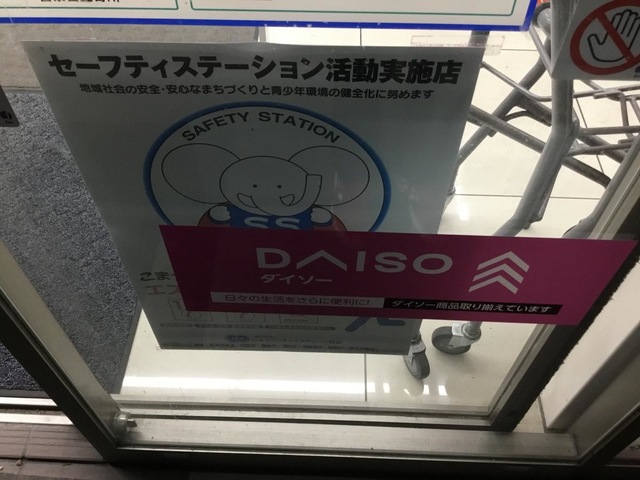 セーフティステーション活動実施店
地域社会の安全・安心なまちづくりと青少年環境の健全化に努めます
SAFETY STATION
SS
DAISO
ダイソー
日々の生活をさらに便利に!
ダイソー商品取り揃えています
こま
エス